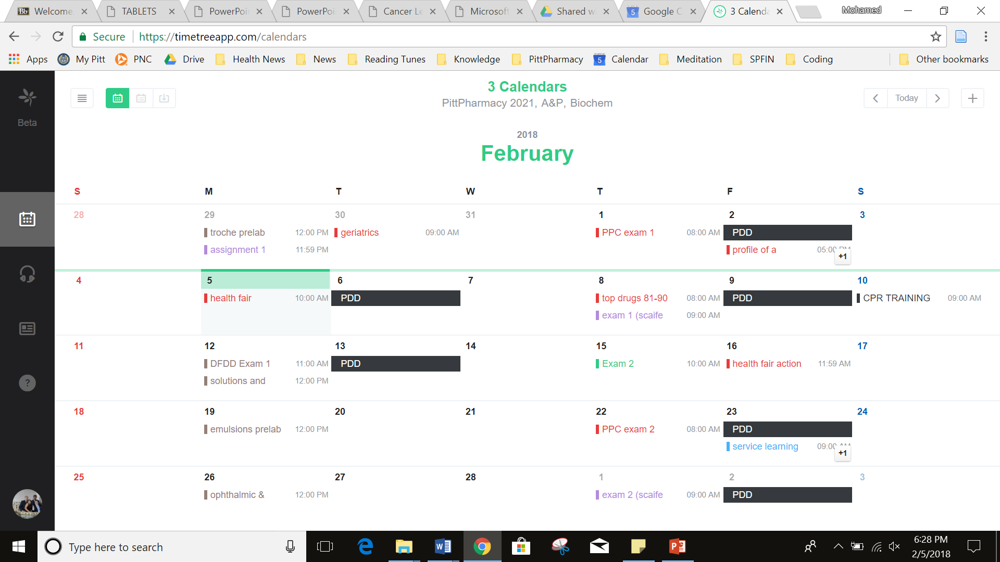 Bb Welcome, TABLETS PowerPoi PowerPoi Cancer Le Microsoft Shared w 5 Google C 3 Calenda Mohamed
Secure https://timetreeapp.com/calendars
Apps My Pitt PNC Drive Health News News Reading Tunes Knowledge PittPharmacy 5 Calendar Meditation SPFIN Coding Other bookmarks
Beta
3 Calendars
PittPharmacy 2021, A&P, Biochem
Today
2018
February
S M T W T F S
28 29 30 31 1 2 3
troche prelab 12:00 PM geriatrics 09:00 AM PPC exam 1 08:00 AM PDD
assignment 1 11:59 PM profile of a 05:00 PM
+1
4 5 6 7 8 9 10
health fair 10:00 AM PDD top drugs 81-90 08:00 AM PDD CPR TRAINING 09:00 AM
exam 1 (scaife 09:00 AM
11 12 13 14 15 16 17
DFDD Exam 1 11:00 AM PDD Exam 2 10:00 AM health fair action 11:59 AM
solutions and 12:00 PM
?
18 19 20 21 22 23 24
emulsions prelab 12:00 PM PPC exam 2 08:00 AM PDD
service learning 09:00 AM
+1
25 26 27 28 1 2 3
ophthalmic & 12:00 PM exam 2 (scaife 09:00 AM PDD
Type here to search
6:28 PM
2/5/2018